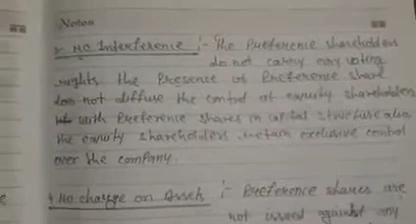 Notes
No Interference :- The Preference shareholders
do not carry any voting
rights the Presence of Preference share
does not diffuse the control of equity shareholders
with Preference shares in capital structure also
the equity shareholders retain exclusive control
over the company.
No charge on Assets :- Preference shares are
not issued against any